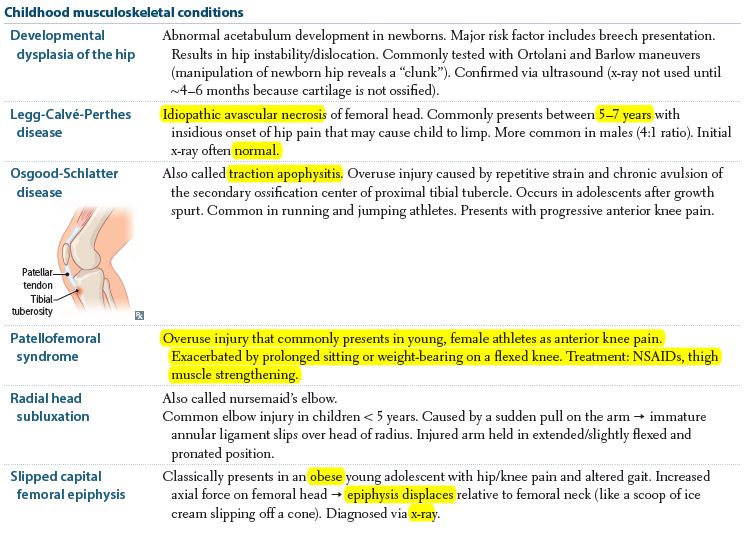 Childhood musculoskeletal conditions
Developmental
dysplasia of the hip
Abnormal acetabulum development in newborns. Major risk factor includes breech presentation.
Results in hip instability/dislocation. Commonly tested with Ortolani and Barlow maneuvers
(manipulation of newborn hip reveals a “clunk”). Confirmed via ultrasound (x-ray not used until
~4–6 months because cartilage is not ossified).
Legg-Calvé-Perthes
disease
Idiopathic avascular necrosis of femoral head. Commonly presents between 5–7 years with
insidious onset of hip pain that may cause child to limp. More common in males (4:1 ratio). Initial
x-ray often normal.
Osgood-Schlatter
disease
Also called traction apophysitis. Overuse injury caused by repetitive strain and chronic avulsion of
the secondary ossification center of proximal tibial tubercle. Occurs in adolescents after growth
spurt. Common in running and jumping athletes. Presents with progressive anterior knee pain.
Patellar
tendon
Tibial
tuberosity
Patellofemoral
syndrome
Overuse injury that commonly presents in young, female athletes as anterior knee pain.
Exacerbated by prolonged sitting or weight-bearing on a flexed knee. Treatment: NSAIDs, thigh
muscle strengthening.
Radial head
subluxation
Also called nursemaid’s elbow.
Common elbow injury in children < 5 years. Caused by a sudden pull on the arm → immature
annular ligament slips over head of radius. Injured arm held in extended/slightly flexed and
pronated position.
Slipped capital
femoral epiphysis
Classically presents in an obese young adolescent with hip/knee pain and altered gait. Increased
axial force on femoral head → epiphysis displaces relative to femoral neck (like a scoop of ice
cream slipping off a cone). Diagnosed via x-ray.